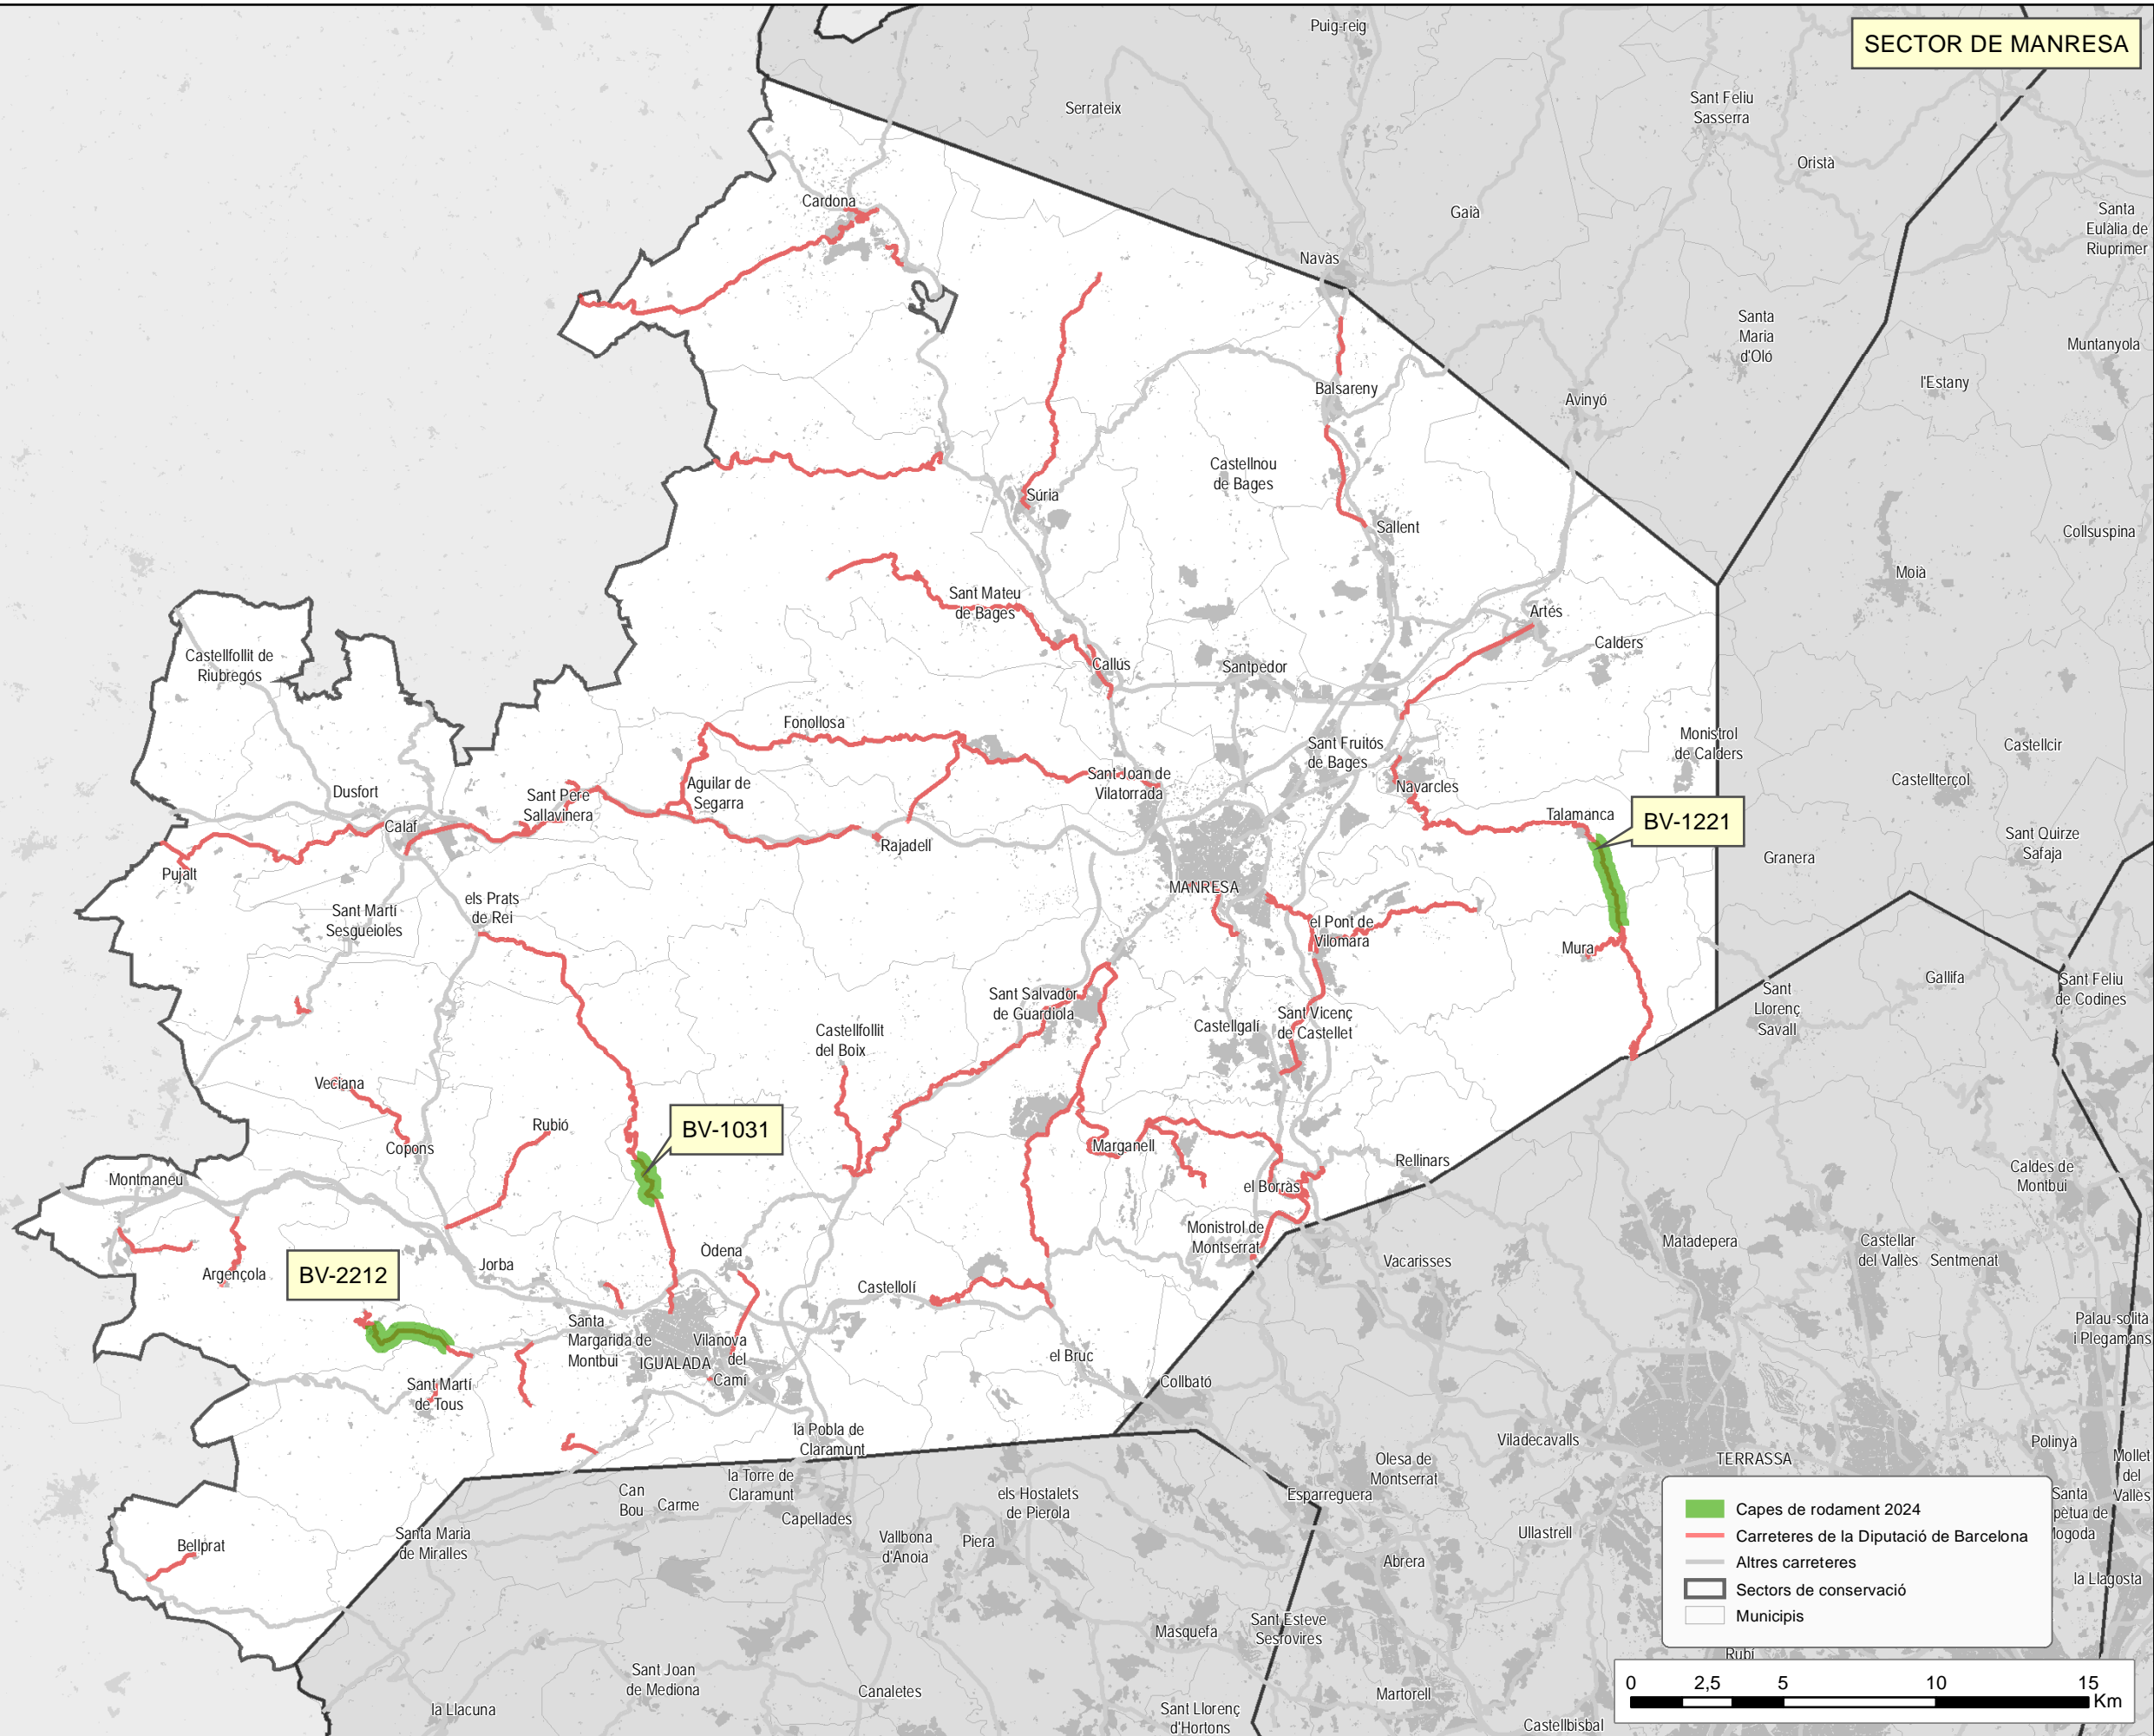 SECTOR DE MANRESA
Puig-reig
Serrateix
Sant Feliu
Sasserra
Oristà
Santa
Eulàlia de
Riuprimer
Gaià
Cardona
Navàs
Santa
Maria
d'Oló
Muntanyola
l'Estany
Balsareny
Avinyó
Castellnou
de Bages
Súria
Sallent
Collsuspina
Moià
Sant Mateu
de Bages
Artés
Calders
Castellfollit de
Riubregós
Callús
Santpedor
Fonollosa
Sant Fruitós
de Bages
Monistrol
de Calders
Castellcir
Castellterçol
Dusfort
Sant Pere
Sallavinera
Aguilar de
Segarra
Sant Joan de
Vilatorrada
Navarcles
Talamanca
BV-1221
Calaf
Rajadell
Sant Quirze
Safaja
Granera
Pujalt
MANRESA
els Prats
de Rei
Sant Martí
Sesgueioles
el Pont de
Vilomara
Mura
Gallifa
Sant Feliu
de Codines
Sant
Llorenç
Savall
Sant Salvador
de Guardiola
Castellgalí
Sant Vicenç
de Castellet
Castellfollit
del Boix
Veciana
Rubió
BV-1031
Copons
Marganell
Rellinars
Caldes de
Montbui
Montmaneu
el Borràs
Monistrol de
Montserrat
Matadepera
Castellar
del Vallès
Sentmenat
Òdena
Vacarisses
Jorba
Argençola
BV-2212
Castellolí
Santa
Margarida de
Montbui
IGUALADA
Vilanova
del
Camí
Palau-solità
i Plegamans
el Bruc
Collbató
Sant Martí
de Tous
la Pobla de
Claramunt
Viladecavalls
Polinyà
Olesa de
Montserrat
TERRASSA
Mollet
del
Vallès
la Torre de
Claramunt
Can
Bou
Carme
Capellades
els Hostalets
de Pierola
Esparreguera
Santa
pètua de
Mogoda
Santa Maria
de Miralles
Vallbona
d'Anoia
Piera
Ullastrell
Abrera
Bellprat
la Llagosta
Capes de rodament 2024
Carreteres de la Diputació de Barcelona
Altres carreteres
Sectors de conservació
Municipis
Masquefa
Sant Esteve
Sesrovires
Rubí
Sant Joan
de Mediona
Canaletes
Martorell
la Llacuna
Sant Llorenç
d'Hortons
Castellbisbal
0 2,5 5 10 15
Km